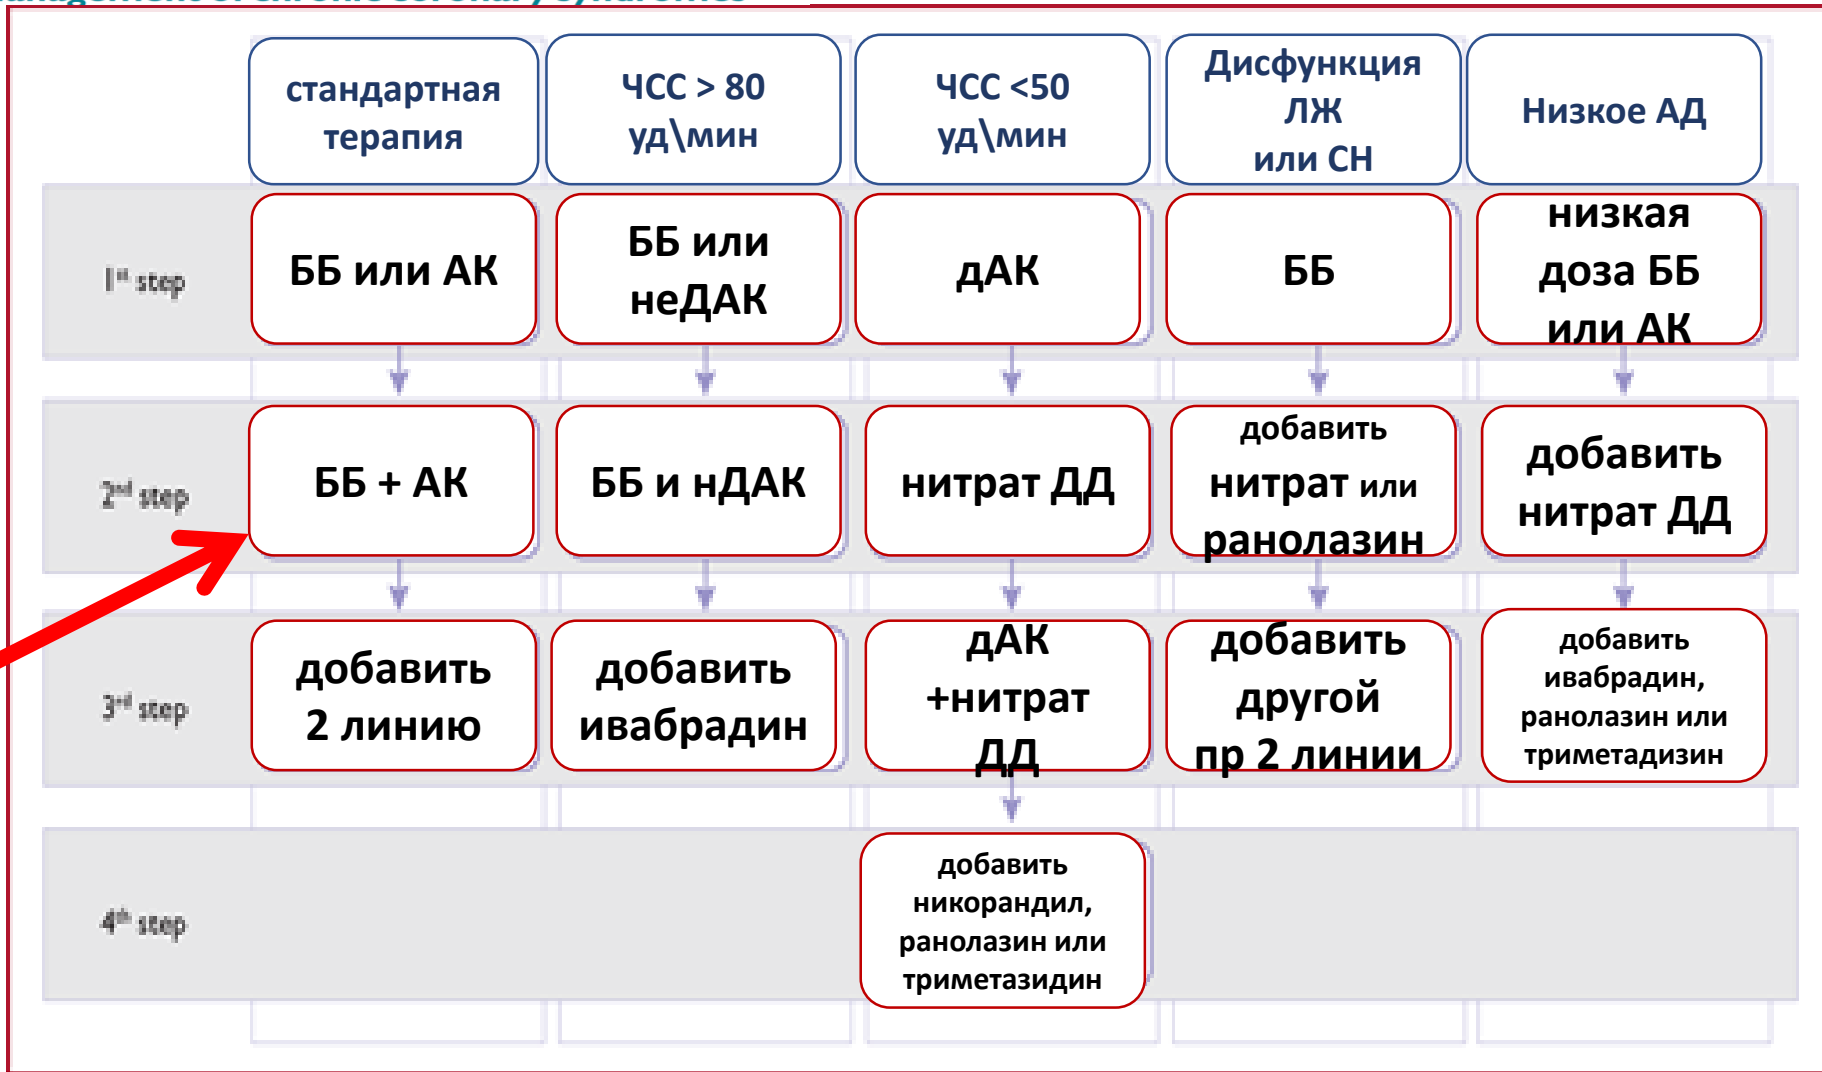 стандартная
терапия
ЧСС > 80
уд\мин
ЧСС <50
уд\мин
Дисфункция
ЛЖ
или СН
Низкое АД
1st step
ББ или АК
ББ или
неДАК
дАК
ББ
низкая
доза ББ
или АК
2nd step
ББ + АК
ББ и нДАК
нитрат ДД
добавить
нитрат или
ранолазин
добавить
нитрат ДД
3rd step
добавить
2 линию
добавить
ивабрадин
дАК
+нитрат
ДД
добавить
другой
пр 2 линии
добавить
ивабрадин,
ранолазин или
триметадизин
4th step
добавить
никорандил,
ранолазин или
триметазидин